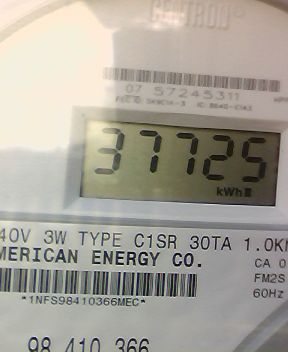 CENTRON®
07 57245311
37725
kWh
40V 3W TYPE C1SR 30TA 1.0K
MERICAN ENERGY CO.
CA 0
FM2S
60Hz
*1NFS98410366MEC*
98 410 366